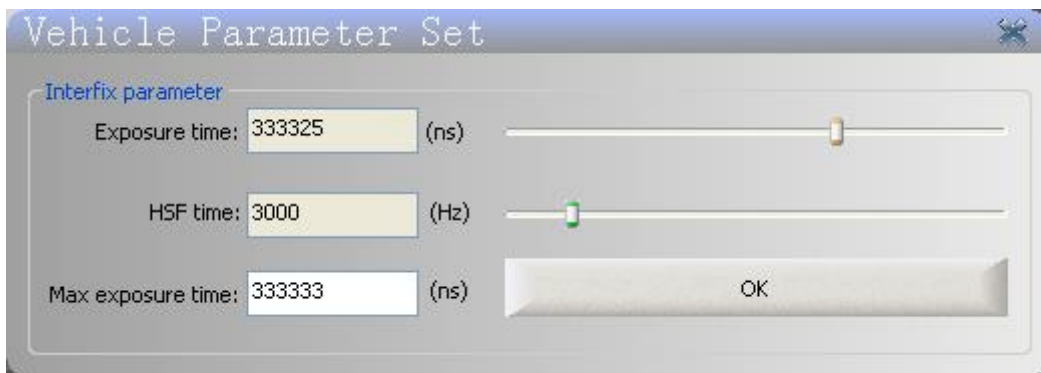 Vehicle Parameter Set
Interfix parameter
Exposure time: 333325 (ns)
HSF time: 3000 (Hz)
Max exposure time: 333333 (ns)
OK